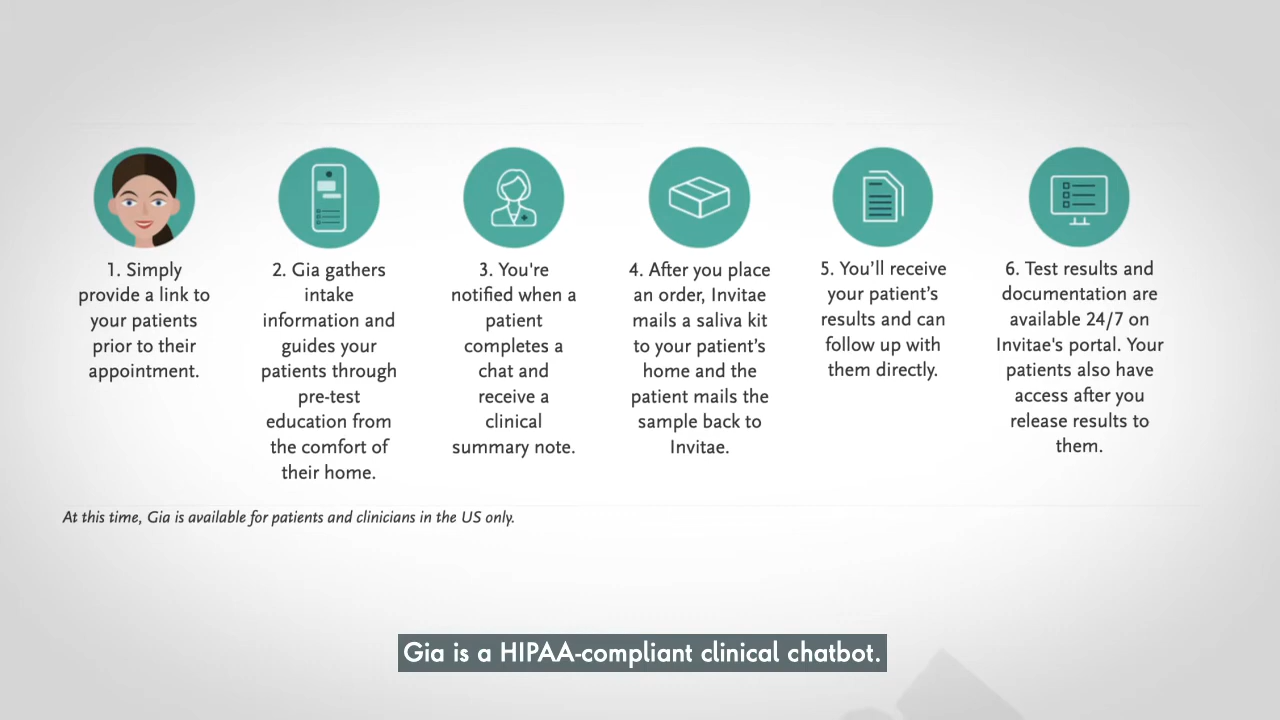 1. Simply
provide a link to
your patients
prior to their
appointment.
2. Gia gathers
intake
information and
guides your
patients through
pre-test
education from
the comfort of
their home.
3. You're
notified when a
patient
completes a
chat and
receive a
clinical
summary note.
4. After you place
an order, Invitae
mails a saliva kit
to your patient's
home and the
patient mails the
sample back to
Invitae.
5. You’ll receive
your patient’s
results and can
follow up with
them directly.
6. Test results and
documentation are
available 24/7 on
Invitae's portal. Your
patients also have
access after you
release results to
them.
At this time, Gia is available for patients and clinicians in the US only.
Gia is a HIPAA-compliant clinical chatbot.